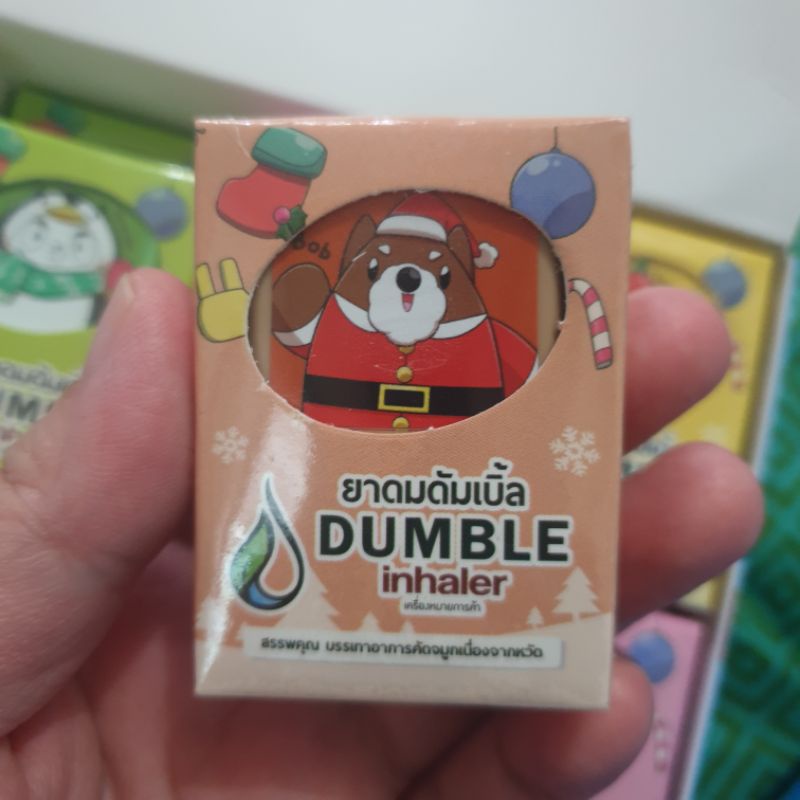 Bob
ยาดมดัมเบิ้ล
DUMBLE
inhaler
เครื่องหมายการค้า
สรรพคุณ บรรเทาอาการคัดจมูกเนื่องจากหวัด